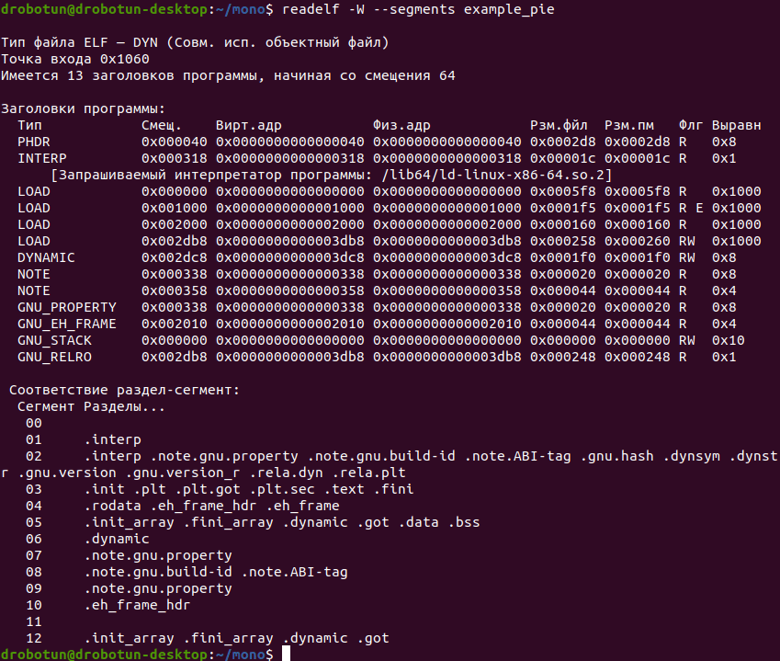 drobotun@drobotun-desktop:~/mono$ readelf -W --segments example_pie

Тип файла ELF — DYN (Совм. исп. объектный файл)
Точка входа 0x1060
Имеется 13 заголовков программы, начиная со смещения 64

Заголовки программы:
  Тип            Смещ.    Вирт.адр           Физ.адр            Рзм.фйл  Рзм.пм   Флг Выравн
  PHDR           0x000040 0x0000000000000040 0x0000000000000040 0x0002d8 0x0002d8 R   0x8
  INTERP         0x000318 0x0000000000000318 0x0000000000000318 0x00001c 0x00001c R   0x1
      [Запрашиваемый интерпретатор программы: /lib64/ld-linux-x86-64.so.2]
  LOAD           0x000000 0x0000000000000000 0x0000000000000000 0x0005f8 0x0005f8 R   0x1000
  LOAD           0x001000 0x0000000000001000 0x0000000000001000 0x0001f5 0x0001f5 R E 0x1000
  LOAD           0x002000 0x0000000000002000 0x0000000000002000 0x000160 0x000160 R   0x1000
  LOAD           0x002db8 0x0000000000003db8 0x0000000000003db8 0x000258 0x000260 RW  0x1000
  DYNAMIC        0x002dc8 0x0000000000003dc8 0x0000000000003dc8 0x0001f0 0x0001f0 RW  0x8
  NOTE           0x000338 0x0000000000000338 0x0000000000000338 0x000020 0x000020 R   0x8
  NOTE           0x000358 0x0000000000000358 0x0000000000000358 0x000044 0x000044 R   0x4
  GNU_PROPERTY   0x000338 0x0000000000000338 0x0000000000000338 0x000020 0x000020 R   0x8
  GNU_EH_FRAME   0x002010 0x0000000000002010 0x0000000000002010 0x000044 0x000044 R   0x4
  GNU_STACK      0x000000 0x0000000000000000 0x0000000000000000 0x000000 0x000000 RW  0x10
  GNU_RELRO      0x002db8 0x0000000000003db8 0x0000000000003db8 0x000248 0x000248 R   0x1

 Соответствие раздел-сегмент:
  Сегмент Разделы...
   00
   01     .interp
   02     .interp .note.gnu.property .note.gnu.build-id .note.ABI-tag .gnu.hash .dynsym .dynst
r .gnu.version .gnu.version_r .rela.dyn .rela.plt
   03     .init .plt .plt.got .plt.sec .text .fini
   04     .rodata .eh_frame_hdr .eh_frame
   05     .init_array .fini_array .dynamic .got .data .bss
   06     .dynamic
   07     .note.gnu.property
   08     .note.gnu.build-id .note.ABI-tag
   09     .note.gnu.property
   10     .eh_frame_hdr
   11
   12     .init_array .fini_array .dynamic .got
drobotun@drobotun-desktop:~/mono$